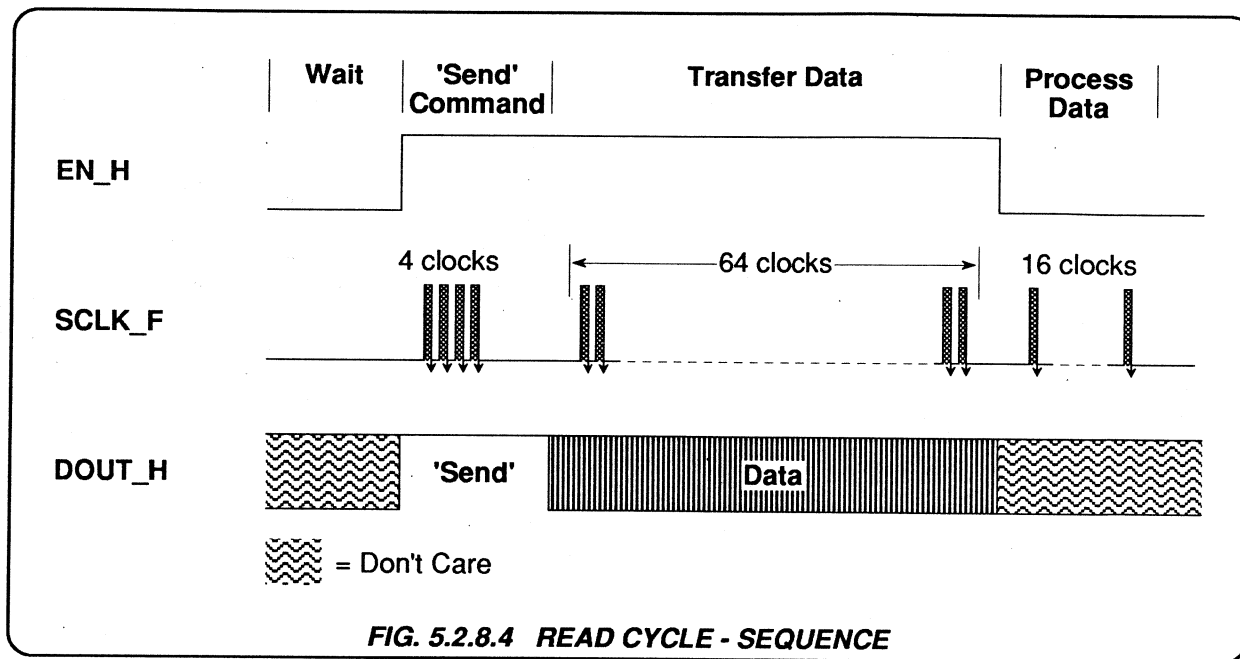 Wait 'Send' Transfer Data Process
Command Data
EN_H
4 clocks 64 clocks 16 clocks
SCLK_F
DOUT_H 'Send' Data
= Don't Care
FIG. 5.2.8.4 READ CYCLE - SEQUENCE